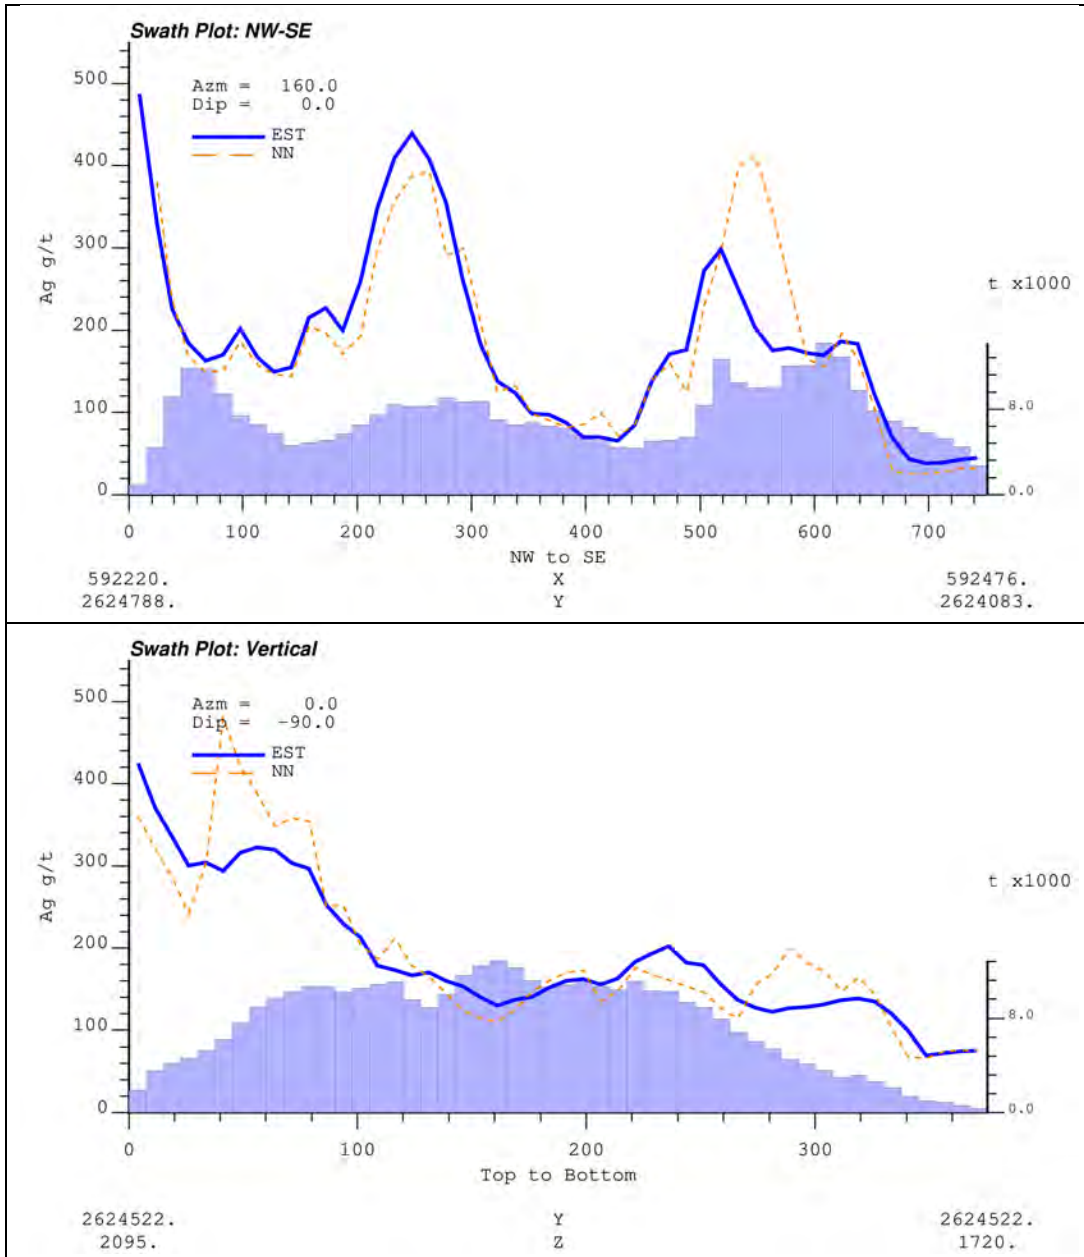 Swath Plot: NW-SE
Azm = 160.0
Dip = 0.0
EST
NN
500
400
300
200
100
0
Ag g/t
t x1000
8.0
0.0
0 100 200 300 400 500 600 700
NW to SE
592220. X 592476.
2624788. Y 2624083.
Swath Plot: Vertical
Azm = 0.0
Dip = -90.0
EST
NN
500
400
300
200
100
0
Ag g/t
t x1000
8.0
0.0
0 100 200 300
Top to Bottom
2624522. Y 2624522.
2095. Z 1720.